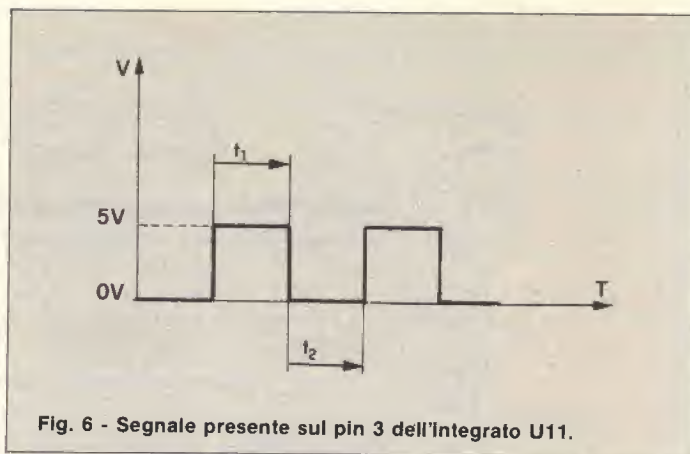 V
t₁
5V
0V
T
t₂
Fig. 6 - Segnale presente sul pin 3 dell'integrato U11.